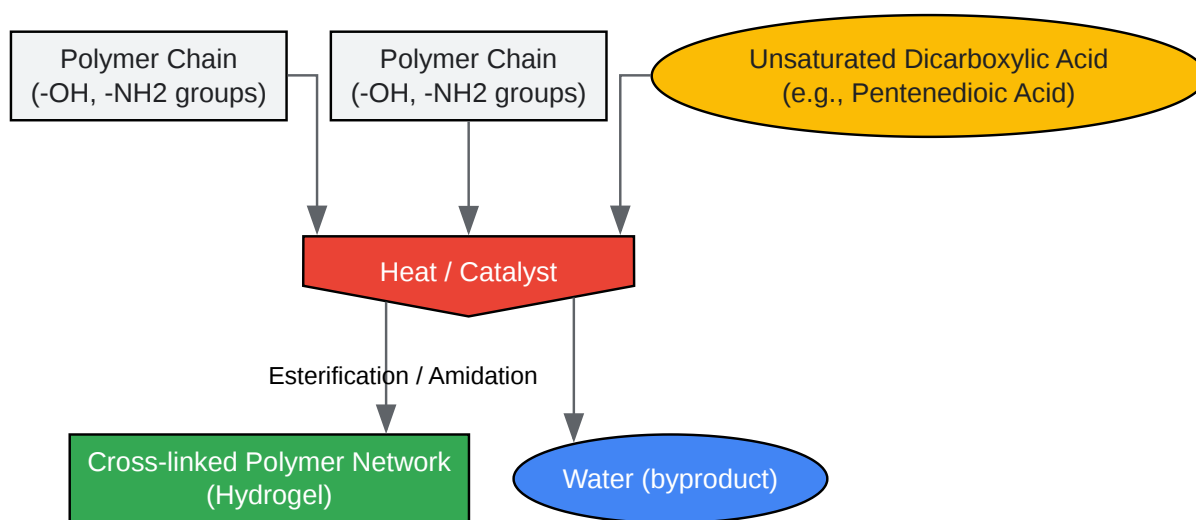 Polymer Chain
(-OH, -NH2 groups)
Polymer Chain
(-OH, -NH2 groups)
Unsaturated Dicarboxylic Acid
(e.g., Pentenedioic Acid)
Heat / Catalyst
Esterification / Amidation
Cross-linked Polymer Network
(Hydrogel)
Water (byproduct)